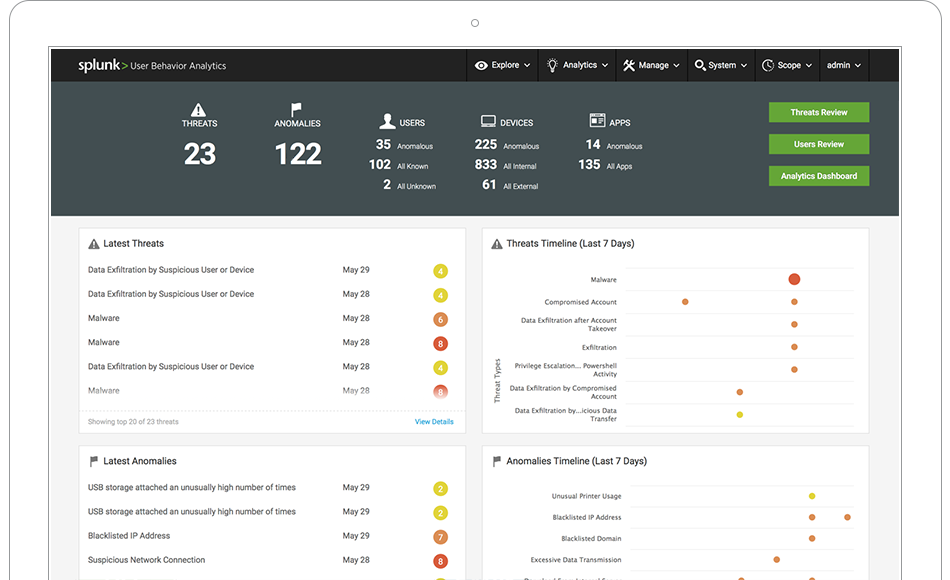 splunk> User Behavior Analytics
Explore
Analytics
Manage
System
Scope
admin
THREATS
23
ANOMALIES
122
USERS
35 Anomalous
102 All Known
2 All Unknown
DEVICES
225 Anomalous
833 All Internal
61 All External
APPS
14 Anomalous
135 All Apps
Threats Review
Users Review
Analytics Dashboard
Latest Threats
Data Exfiltration by Suspicious User or Device May 29 4
Data Exfiltration by Suspicious User or Device May 28 4
Malware May 28 6
Malware May 28 8
Data Exfiltration by Suspicious User or Device May 28 4
Malware May 28 8
Showing top 20 of 23 threats View Details
Threats Timeline (Last 7 Days)
Threat Types
Malware
Compromised Account
Data Exfiltration after Account
Takeover
Exfiltration
Privilege Escalation... Powershell
Activity
Data Exfiltration by Compromised
Account
Data Exfiltration by...icious Data
Transfer
Latest Anomalies
USB storage attached an unusually high number of times May 29 2
USB storage attached an unusually high number of times May 29 2
Blacklisted IP Address May 29 7
Suspicious Network Connection May 28 8
Anomalies Timeline (Last 7 Days)
Unusual Printer Usage
Blacklisted IP Address
Blacklisted Domain
Excessive Data Transmission